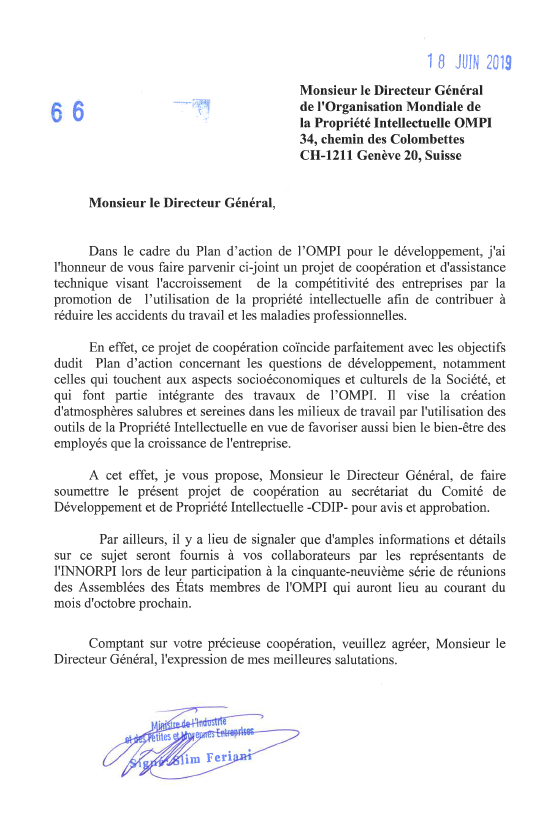 18 JUIN 2019
66
Monsieur le Directeur Général
de l'Organisation Mondiale de
la Propriété Intellectuelle OMPI
34, chemin des Colombettes
CH-1211 Genève 20, Suisse
Monsieur le Directeur Général,
Dans le cadre du Plan d'action de l'OMPI pour le développement, j'ai
l'honneur de vous faire parvenir ci-joint un projet de coopération et d'assistance
technique visant l'accroissement de la compétitivité des entreprises par la
promotion de l'utilisation de la propriété intellectuelle afin de contribuer à
réduire les accidents du travail et les maladies professionnelles.
En effet, ce projet de coopération coïncide parfaitement avec les objectifs
dudit Plan d'action concernant les questions de développement, notamment
celles qui touchent aux aspects socioéconomiques et culturels de la Société, et
qui font partie intégrante des travaux de l'OMPI. Il vise la création
d'atmosphères salubres et sereines dans les milieux de travail par l'utilisation des
outils de la Propriété Intellectuelle en vue de favoriser aussi bien le bien-être des
employés que la croissance de l'entreprise.
A cet effet, je vous propose, Monsieur le Directeur Général, de faire
soumettre le présent projet de coopération au secrétariat du Comité de
Développement et de Propriété Intellectuelle -CDIP- pour avis et approbation.
Par ailleurs, il y a lieu de signaler que d'amples informations et détails
sur ce sujet seront fournis à vos collaborateurs par les représentants de
l'INNORPI lors de leur participation à la cinquante-neuvième série de réunions
des Assemblées des États membres de l'OMPI qui auront lieu au courant du
mois d'octobre prochain.
Comptant sur votre précieuse coopération, veuillez agréer, Monsieur le
Directeur Général, l'expression de mes meilleures salutations.
Ministre de l'Industrie
et des Petites et Moyennes Entreprises
Signé: Slim Feriani